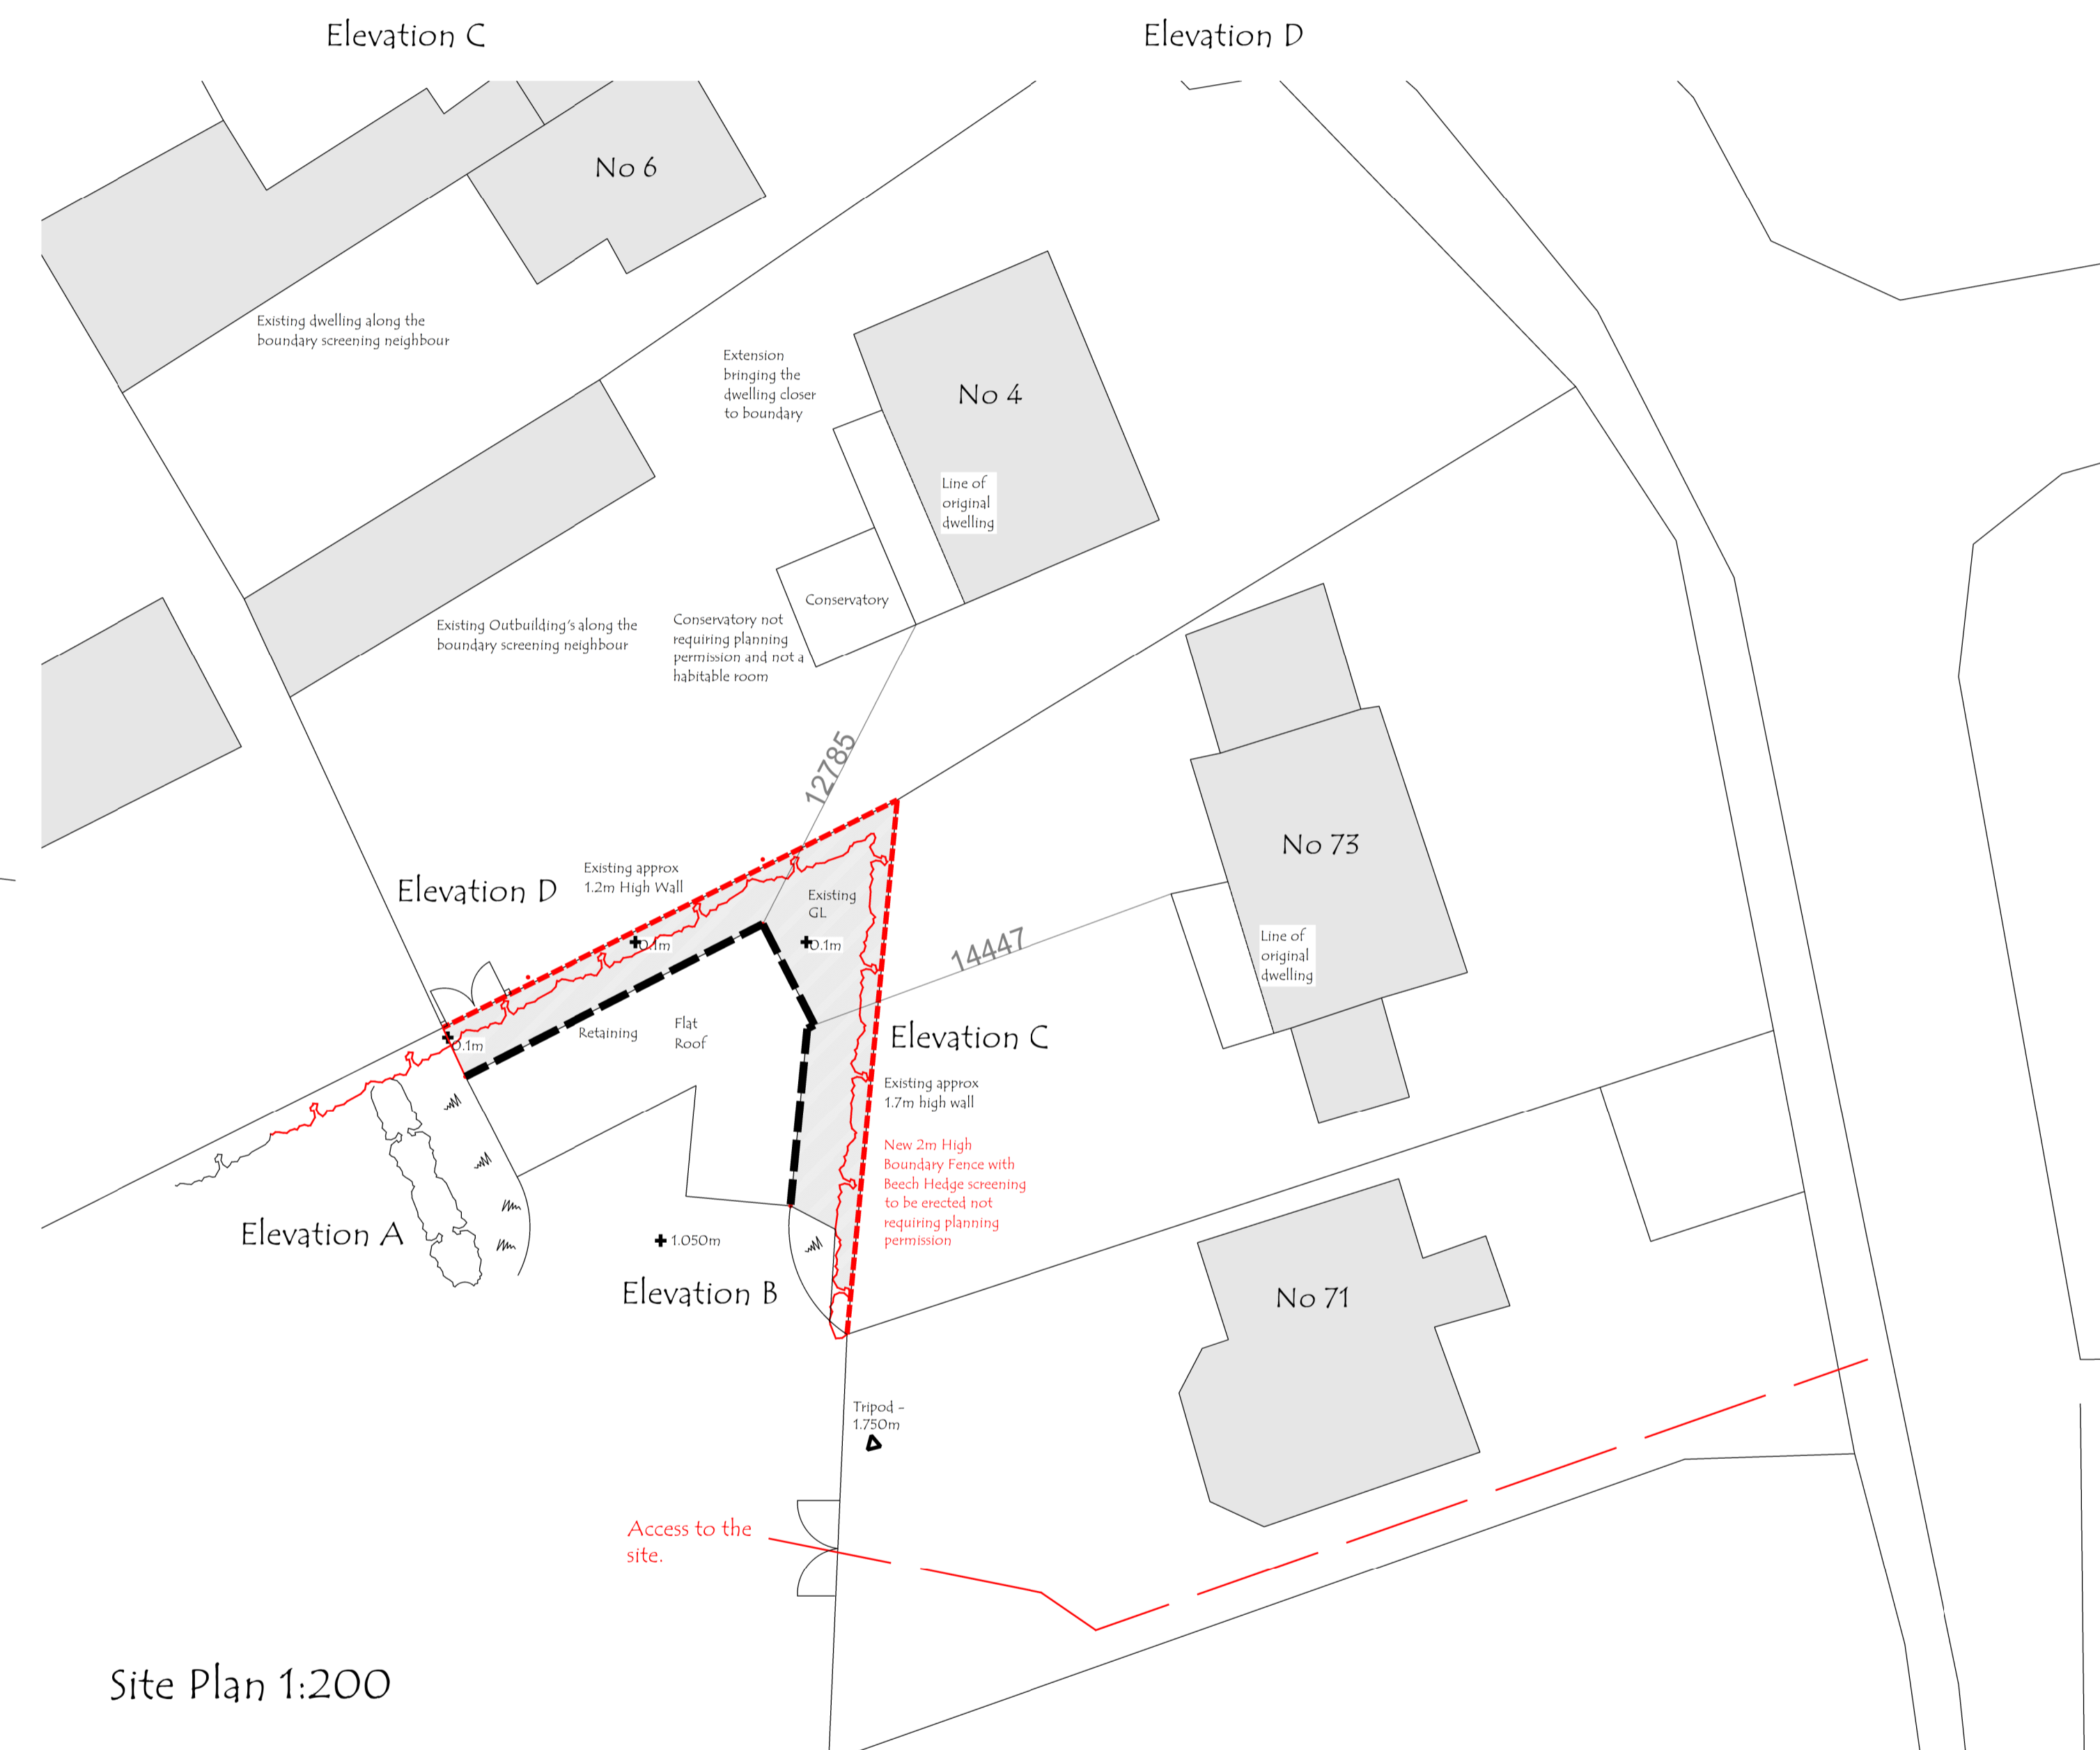 Elevation C
Elevation D
No 6
Existing dwelling along the
boundary screening neighbour
Extension
bringing the
dwelling closer
to boundary
No 4
Line of
original
dwelling
Conservatory
Existing Outbuilding's along the
boundary screening neighbour
Conservatory not
requiring planning
permission and not a
habitable room
12785
No 73
Elevation D
Existing approx
1.2m High Wall
Existing
GL
0.1m
0.1m
14447
Line of
original
dwelling
0.1m
Retaining
Flat
Roof
Elevation C
Existing approx
1.7m high wall
New 2m High
Boundary Fence with
Beech Hedge screening
to be erected not
requiring planning
permission
Elevation A
1.050m
Elevation B
No 71
Tripod -
1.750m
Access to the
site.
Site Plan 1:200